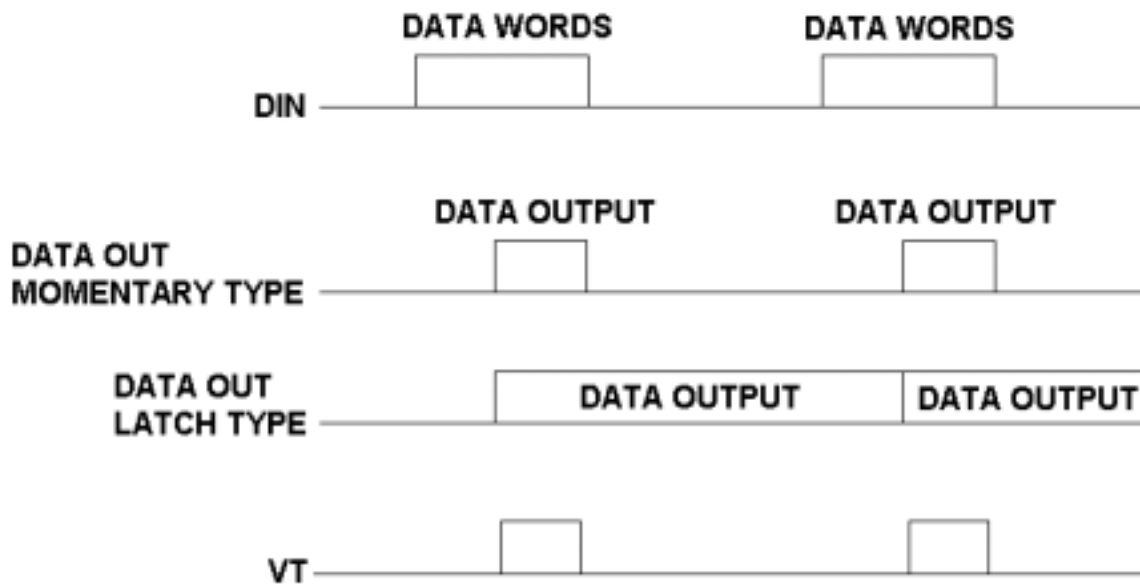 DATA WORDS DATA WORDS
DIN
DATA OUTPUT DATA OUTPUT
DATA OUT
MOMENTARY TYPE
DATA OUT
LATCH TYPE
DATA OUTPUT DATA OUTPUT
VT